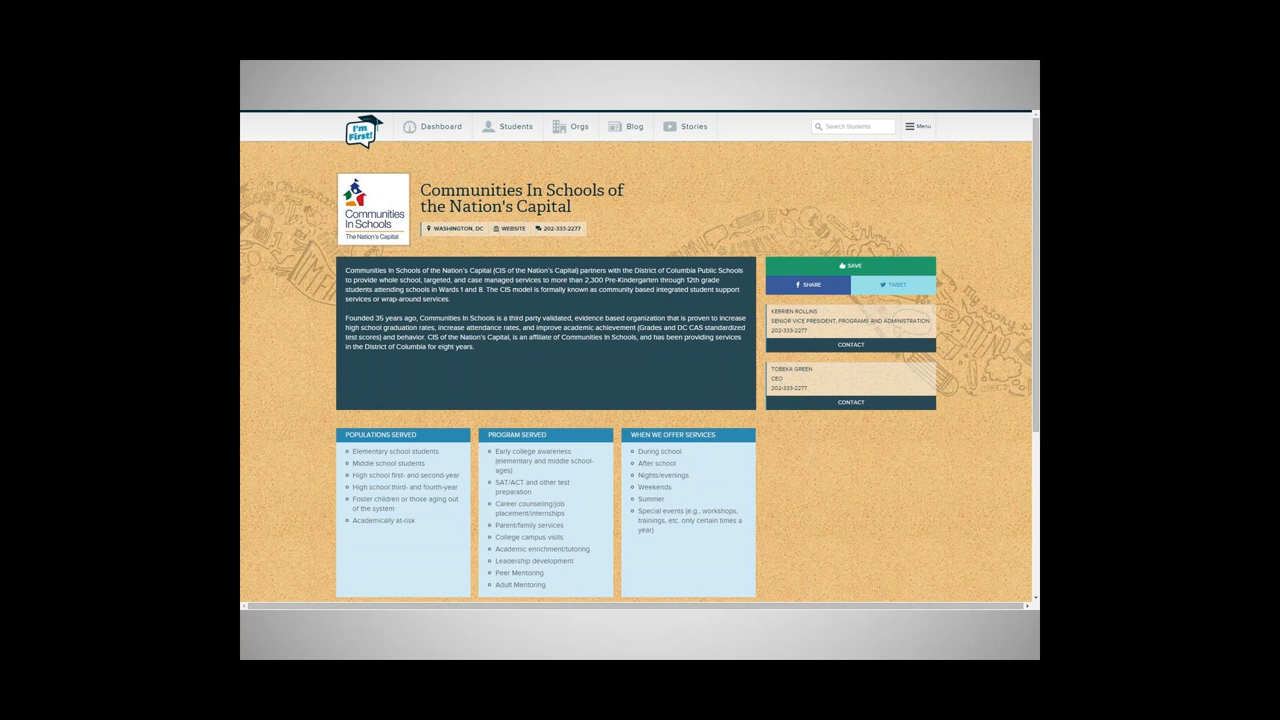 I'm
First!
Dashboard
Students
Orgs
Blog
Stories
Search Students
Menu
Communities
In Schools
The Nation's Capital
Communities In Schools of
the Nation's Capital
WASHINGTON, DC
WEBSITE
202-333-2277
Communities In Schools of the Nation's Capital (CIS of the Nation's Capital) partners with the District of Columbia Public Schools
to provide whole school, targeted, and case managed services to more than 2,300 Pre-Kindergarten through 12th grade
students attending schools in Wards 1 and 8. The CIS model is formally known as community based integrated student support
services or wrap-around services.
Founded 35 years ago, Communities In Schools is a third party validated, evidence based organization that is proven to increase
high school graduation rates, increase attendance rates, and improve academic achievement (Grades and DC CAS standardized
test scores) and behavior. CIS of the Nation's Capital, is an affiliate of Communities In Schools, and has been providing services
in the District of Columbia for eight years.
SAVE
SHARE
TWEET
KERRIEN ROLLINS
SENIOR VICE PRESIDENT, PROGRAMS AND ADMINISTRATION
202-333-2277
CONTACT
TOBEKA GREEN
CEO
202-333-2277
CONTACT
POPULATIONS SERVED
Elementary school students
Middle school students
High school first- and second-year
High school third- and fourth-year
Foster children or those aging out
of the system
Academically at-risk
PROGRAM SERVED
Early college awareness
(elementary and middle school-
ages)
SAT/ACT and other test
preparation
Career counseling/job
placement/internships
Parent/family services
College campus visits
Academic enrichment/tutoring
Leadership development
Peer Mentoring
Adult Mentoring
WHEN WE OFFER SERVICES
During school
After school
Nights/evenings
Weekends
Summer
Special events (e.g., workshops,
trainings, etc. only certain times a
year)